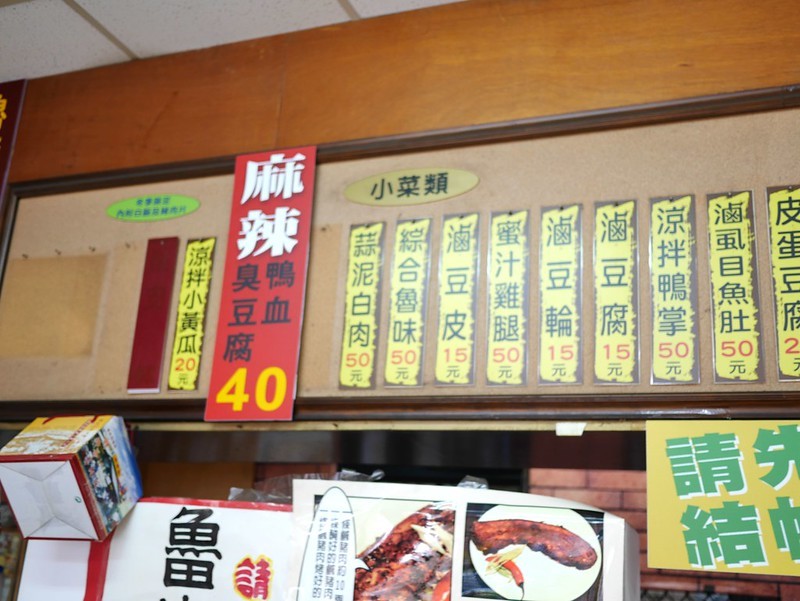 小菜類
涼拌小黃瓜20元
麻辣
鴨血
臭豆腐
40
蒜泥白肉50元
綜合魯味50元
滷豆皮15元
蜜汁雞腿50元
滷豆輪15元
滷豆腐15元
涼拌鴨掌50元
滷虱目魚肚50元
皮蛋豆腐
請先
結帳
請